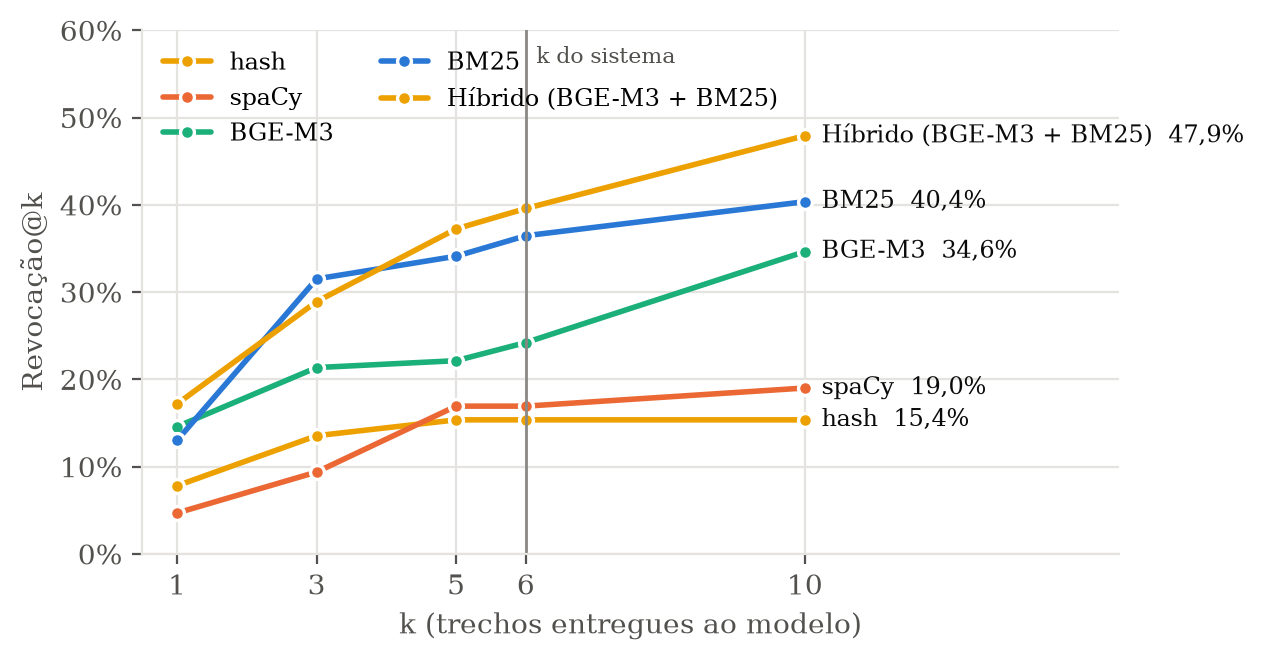 60%
50%
40%
30%
20%
10%
0%
Revocação@k
hash
spaCy
BGE-M3
BM25
Híbrido (BGE-M3 + BM25)
k do sistema
Híbrido (BGE-M3 + BM25) 47,9%
BM25 40,4%
BGE-M3 34,6%
spaCy 19,0%
hash 15,4%
1 3 5 6 10
k (trechos entregues ao modelo)